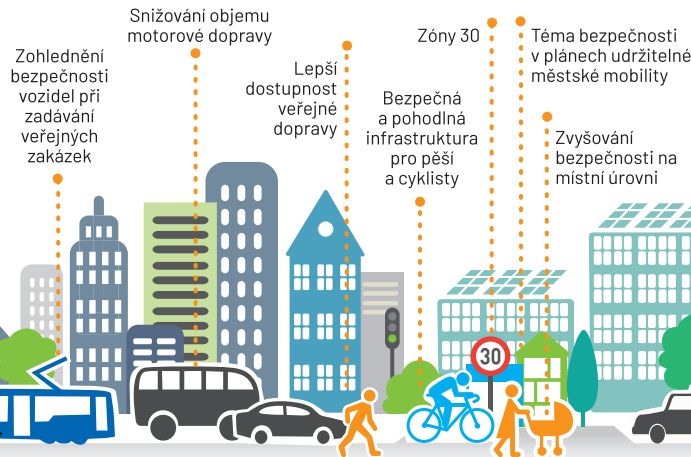 Zohlednění
bezpečnosti
vozidel při
zadávání
veřejných
zakázek
Snižování objemu
motorové dopravy
Lepší
dostupnost
veřejné
dopravy
Bezpečná
a pohodlná
infrastruktura
pro pěší
a cyklisty
Zóny 30
Téma bezpečnosti
v plánech udržitelné
městské mobility
Zvyšování
bezpečnosti na
místní úrovni
30